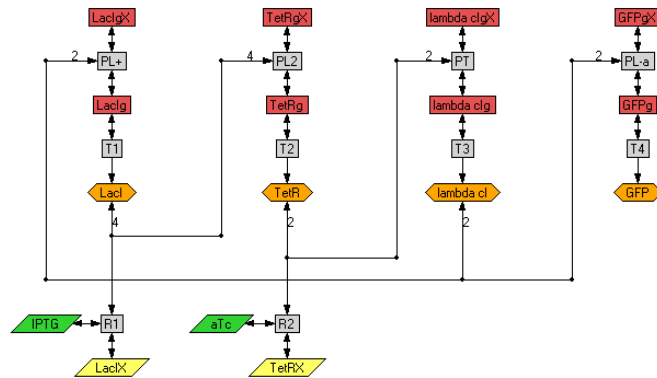 LacIgX
TetRgX
lambda cIgX
GFPgX
2
PL+
4
PL2
2
PT
2
PL-a
LacIg
TetRg
lambda cIg
GFPg
T1
T2
T3
T4
LacI
TetR
lambda cI
GFP
4
2
2
IPTG
R1
aTc
R2
LacIX
TetRX